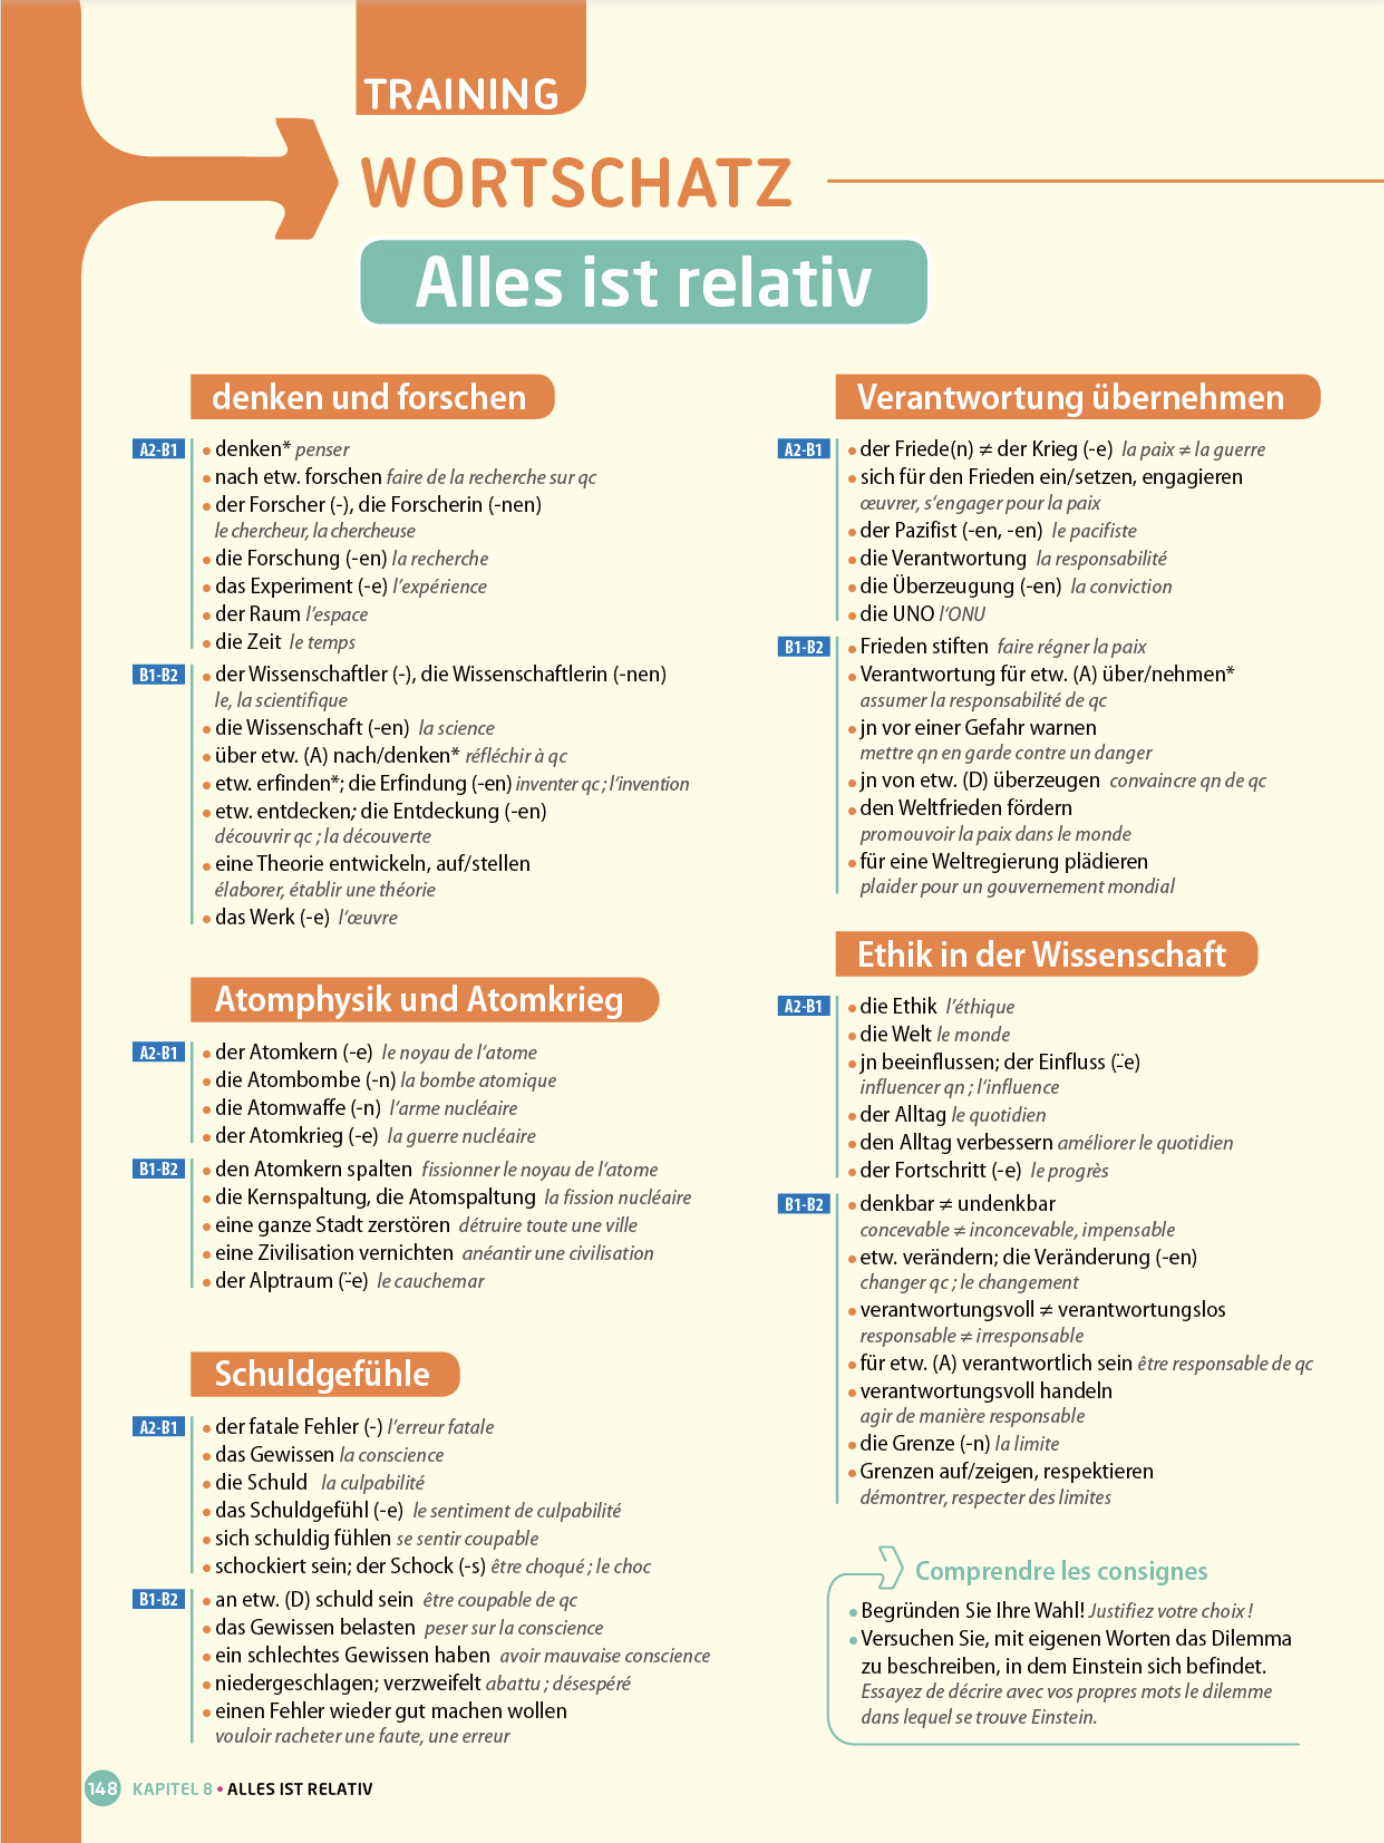 TRAINING
WORTSCHATZ
Alles ist relativ
denken und forschen
A2-B1
• denken* penser
• nach etw. forschen faire de la recherche sur qc
• der Forscher (-), die Forscherin (-nen)
le chercheur, la chercheuse
• die Forschung (-en) la recherche
• das Experiment (-e) l'expérience
• der Raum l'espace
• die Zeit le temps
B1-B2
• der Wissenschaftler (-), die Wissenschaftlerin (-nen)
le, la scientifique
• die Wissenschaft (-en) la science
• über etw. (A) nach/denken* réfléchir à qc
• etw. erfinden*; die Erfindung (-en) inventer qc ; l'invention
• etw. entdecken; die Entdeckung (-en)
découvrir qc ; la découverte
• eine Theorie entwickeln, auf/stellen
élaborer, établir une théorie
• das Werk (-e) l'œuvre
Atomphysik und Atomkrieg
A2-B1
• der Atomkern (-e) le noyau de l'atome
• die Atombombe (-n) la bombe atomique
• die Atomwaffe (-n) l'arme nucléaire
• der Atomkrieg (-e) la guerre nucléaire
B1-B2
• den Atomkern spalten fissionner le noyau de l'atome
• die Kernspaltung, die Atomspaltung la fission nucléaire
• eine ganze Stadt zerstören détruire toute une ville
• eine Zivilisation vernichten anéantir une civilisation
• der Alptraum (¨-e) le cauchemar
Schuldgefühle
A2-B1
• der fatale Fehler (-) l'erreur fatale
• das Gewissen la conscience
• die Schuld la culpabilité
• das Schuldgefühl (-e) le sentiment de culpabilité
• sich schuldig fühlen se sentir coupable
• schockiert sein; der Schock (-s) être choqué ; le choc
B1-B2
• an etw. (D) schuld sein être coupable de qc
• das Gewissen belasten peser sur la conscience
• ein schlechtes Gewissen haben avoir mauvaise conscience
• niedergeschlagen; verzweifelt abattu ; désespéré
• einen Fehler wieder gut machen wollen
vouloir racheter une faute, une erreur
Verantwortung übernehmen
A2-B1
• der Friede(n) ≠ der Krieg (-e) la paix ≠ la guerre
• sich für den Frieden ein/setzen, engagieren
œuvrer, s'engager pour la paix
• der Pazifist (-en, -en) le pacifiste
• die Verantwortung la responsabilité
• die Überzeugung (-en) la conviction
• die UNO l'ONU
B1-B2
• Frieden stiften faire régner la paix
• Verantwortung für etw. (A) über/nehmen*
assumer la responsabilité de qc
• jn vor einer Gefahr warnen
mettre qn en garde contre un danger
• jn von etw. (D) überzeugen convaincre qn de qc
• den Weltfrieden fördern
promouvoir la paix dans le monde
• für eine Weltregierung plädieren
plaider pour un gouvernement mondial
Ethik in der Wissenschaft
A2-B1
• die Ethik l'éthique
• die Welt le monde
• jn beeinflussen; der Einfluss (¨-e)
influencer qn ; l'influence
• der Alltag le quotidien
• den Alltag verbessern améliorer le quotidien
• der Fortschritt (-e) le progrès
B1-B2
• denkbar ≠ undenkbar
concevable ≠ inconcevable, impensable
• etw. verändern; die Veränderung (-en)
changer qc ; le changement
• verantwortungsvoll ≠ verantwortungslos
responsable ≠ irresponsable
• für etw. (A) verantwortlich sein être responsable de qc
• verantwortungsvoll handeln
agir de manière responsable
• die Grenze (-n) la limite
• Grenzen auf/zeigen, respektieren
démontrer, respecter des limites
Comprendre les consignes
• Begründen Sie Ihre Wahl! Justifiez votre choix !
• Versuchen Sie, mit eigenen Worten das Dilemma
zu beschreiben, in dem Einstein sich befindet.
Essayez de décrire avec vos propres mots le dilemme
dans lequel se trouve Einstein.
148 KAPITEL 8 • ALLES IST RELATIV